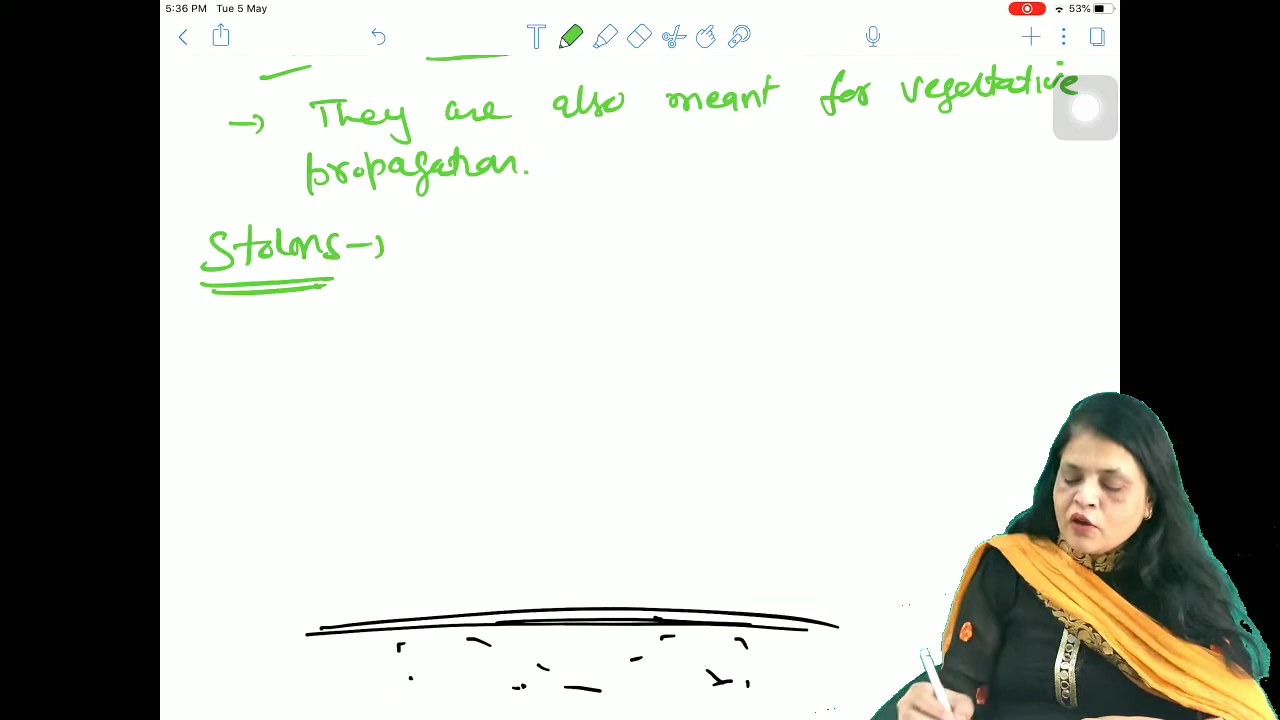 5:36 PM Tue 5 May 53%
T
→ They are also meant for vegetative
propagation.
Stolons →